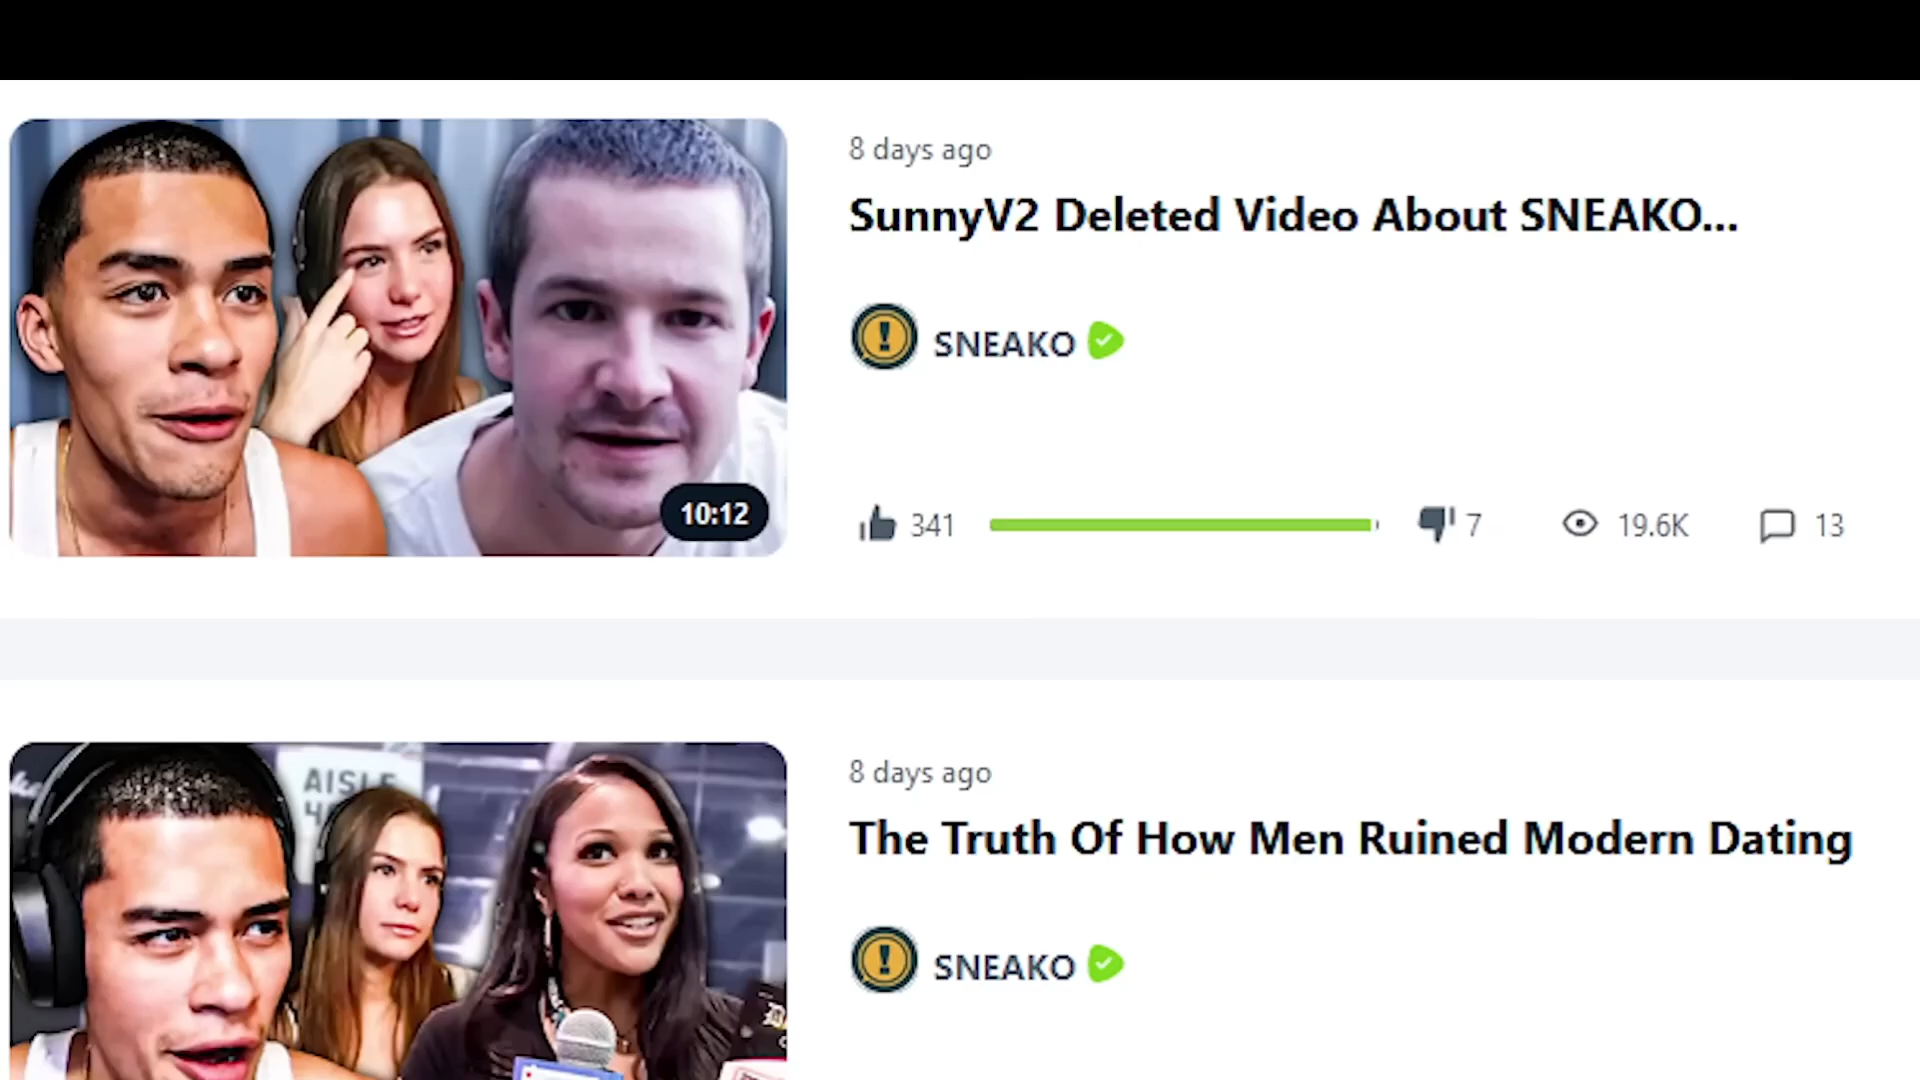 8 days ago
SunnyV2 Deleted Video About SNEAKO...
SNEAKO
10:12
341
7
19.6K
13
AISLE
8 days ago
The Truth Of How Men Ruined Modern Dating
SNEAKO